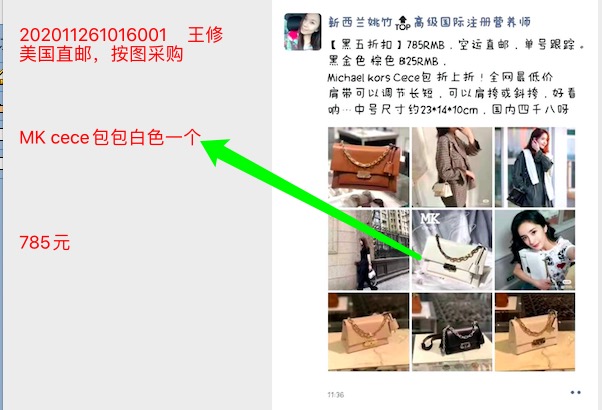 202011261016001 王修
美国直邮，按图采购
MK cece包包白色一个
785元
新西兰姚竹🔝高级国际注册营养师
【黑五折扣】785RMB，空运直邮，单号跟踪。
黑金色 棕色 825RMB，
Michael kors Cece包 折上折！全网最低价
肩带可以调节长短，可以肩挎或斜挎，好看
呐…中号尺寸约23*14*10cm，国内四千八呀
MK
11:36